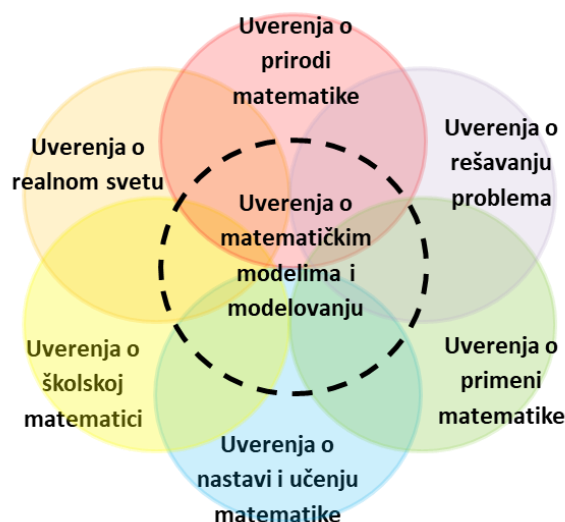 Uverenja o
prirodi
matematike
Uverenja o
rešavanju
problema
Uverenja o
realnom svetu
Uverenja o
matematičkim
modelima i
modelovanju
Uverenja o
školskoj
matematici
Uverenja o
primeni
matematike
Uverenja o
nastavi i učenju
matematike